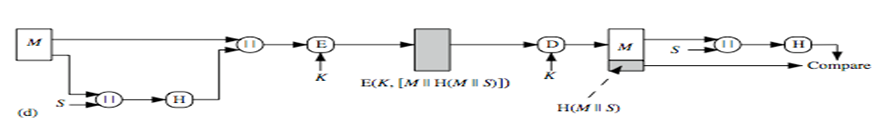 M
||
E
K
E(K, [M || H(M || S)])
D
K
M
S
||
H
Compare
S
||
H
H(M || S)
(d)